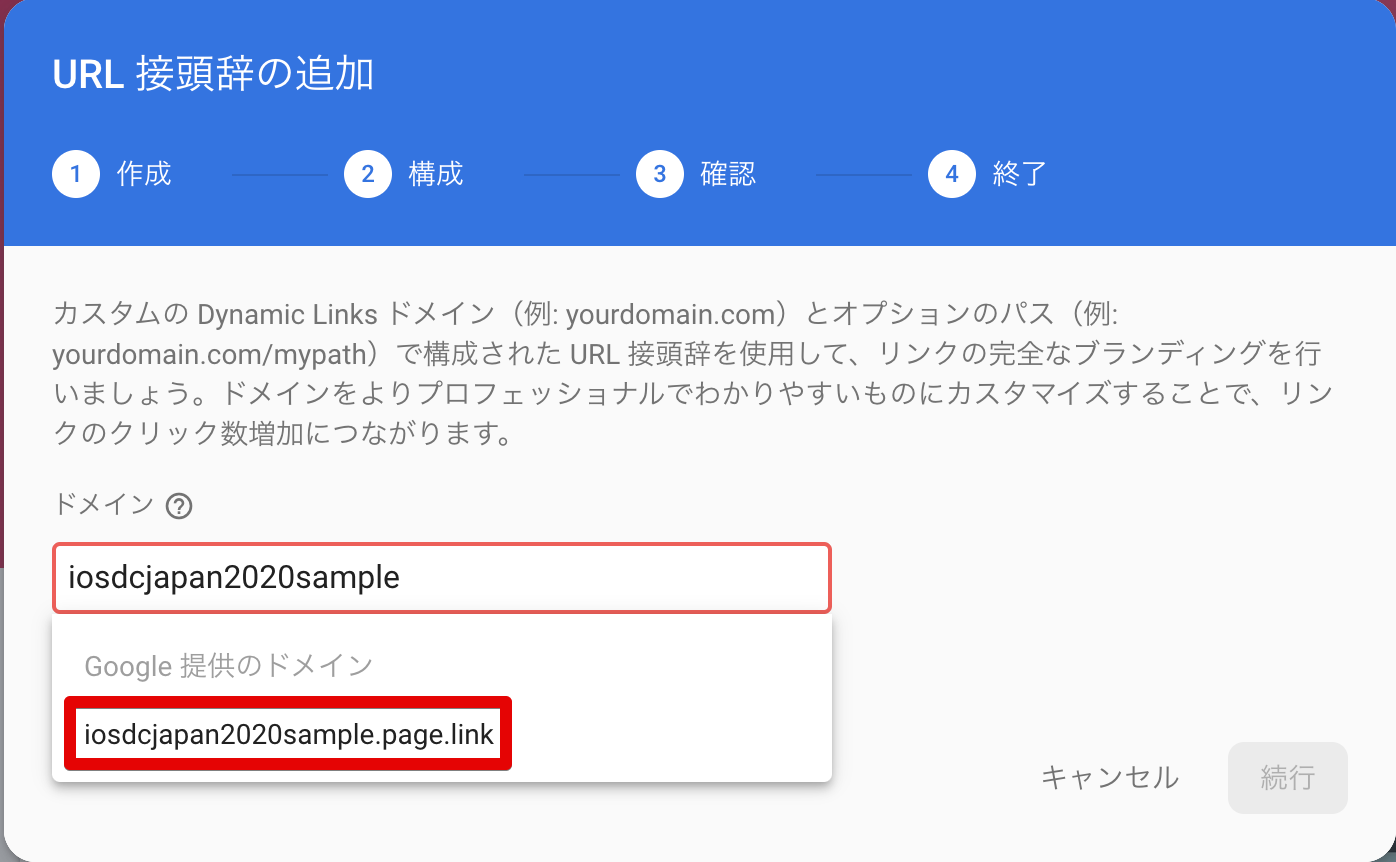 URL 接頭辞の追加
1 作成 2 構成 3 確認 4 終了
カスタムの Dynamic Links ドメイン（例: yourdomain.com）とオプションのパス（例:
yourdomain.com/mypath）で構成された URL 接頭辞を使用して、リンクの完全なブランディングを行
いましょう。ドメインをよりプロフェッショナルでわかりやすいものにカスタマイズすることで、リン
クのクリック数増加につながります。
ドメイン ?
iosdcjapan2020sample
Google 提供のドメイン
iosdcjapan2020sample.page.link
キャンセル 続行